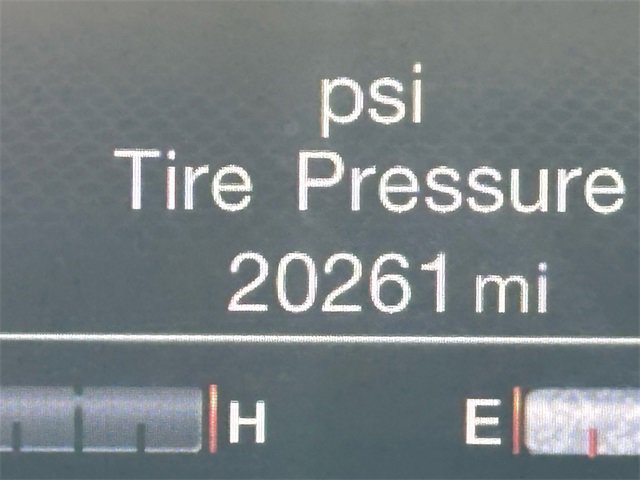 psi
Tire Pressure
20261 mi
H E